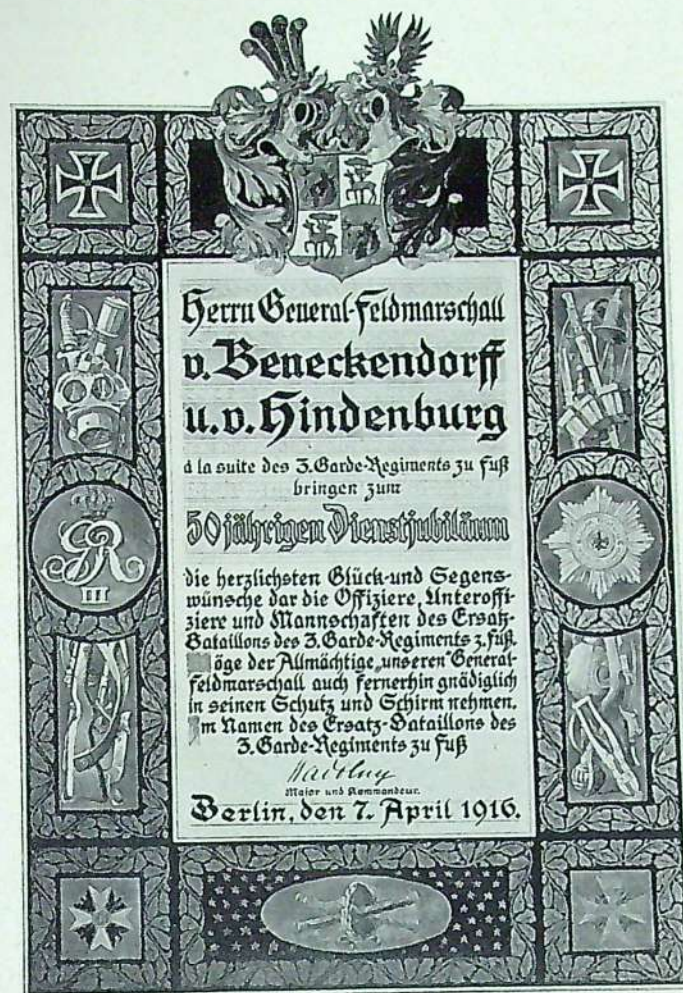 Herrn General-Feldmarschall
v. Beneckendorff
u. v. Hindenburg
à la suite des 3. Garde-Regiments zu Fuß
bringen zum
50jährigen Dienstjubiläum
die herzlichsten Glück-und Segens-
wünsche dar die Offiziere, Unteroffi-
ziere und Mannschaften des Ersatz-
Bataillons des 3. Garde-Regiments z. Fuß.
Möge der Allmächtige „unseren" General-
feldmarschall auch fernerhin gnädiglich
in seinen Schutz und Schirm nehmen.
Im Namen des Ersatz-Bataillons des
3. Garde-Regiments zu Fuß
Major und Kommandeur.
Berlin, den 7. April 1916.
GR
III